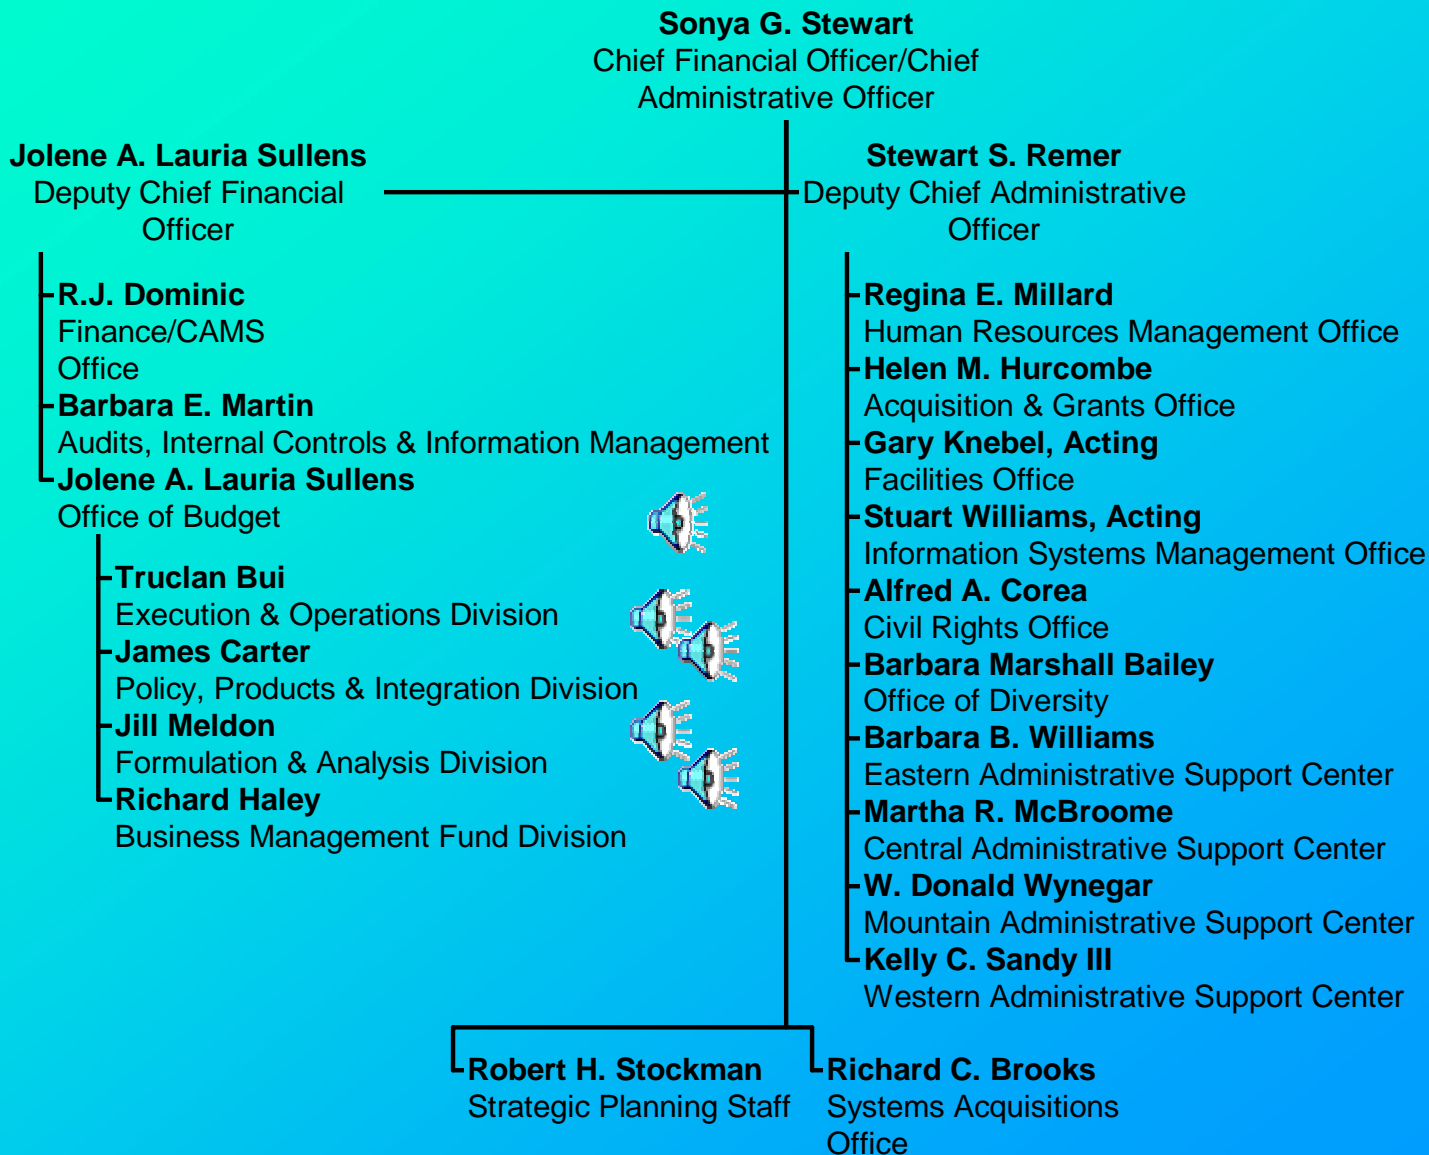 Sonya G. Stewart
Chief Financial Officer/Chief
Administrative Officer
Jolene A. Lauria Sullens
Deputy Chief Financial
Officer
R.J. Dominic
Finance/CAMS
Office
Barbara E. Martin
Audits, Internal Controls & Information Management
Jolene A. Lauria Sullens
Office of Budget
Truclan Bui
Execution & Operations Division
James Carter
Policy, Products & Integration Division
Jill Meldon
Formulation & Analysis Division
Richard Haley
Business Management Fund Division
Stewart S. Remer
Deputy Chief Administrative
Officer
Regina E. Millard
Human Resources Management Office
Helen M. Hurcombe
Acquisition & Grants Office
Gary Knebel, Acting
Facilities Office
Stuart Williams, Acting
Information Systems Management Office
Alfred A. Corea
Civil Rights Office
Barbara Marshall Bailey
Office of Diversity
Barbara B. Williams
Eastern Administrative Support Center
Martha R. McBroome
Central Administrative Support Center
W. Donald Wynegar
Mountain Administrative Support Center
Kelly C. Sandy III
Western Administrative Support Center
Robert H. Stockman
Strategic Planning Staff
Richard C. Brooks
Systems Acquisitions
Office